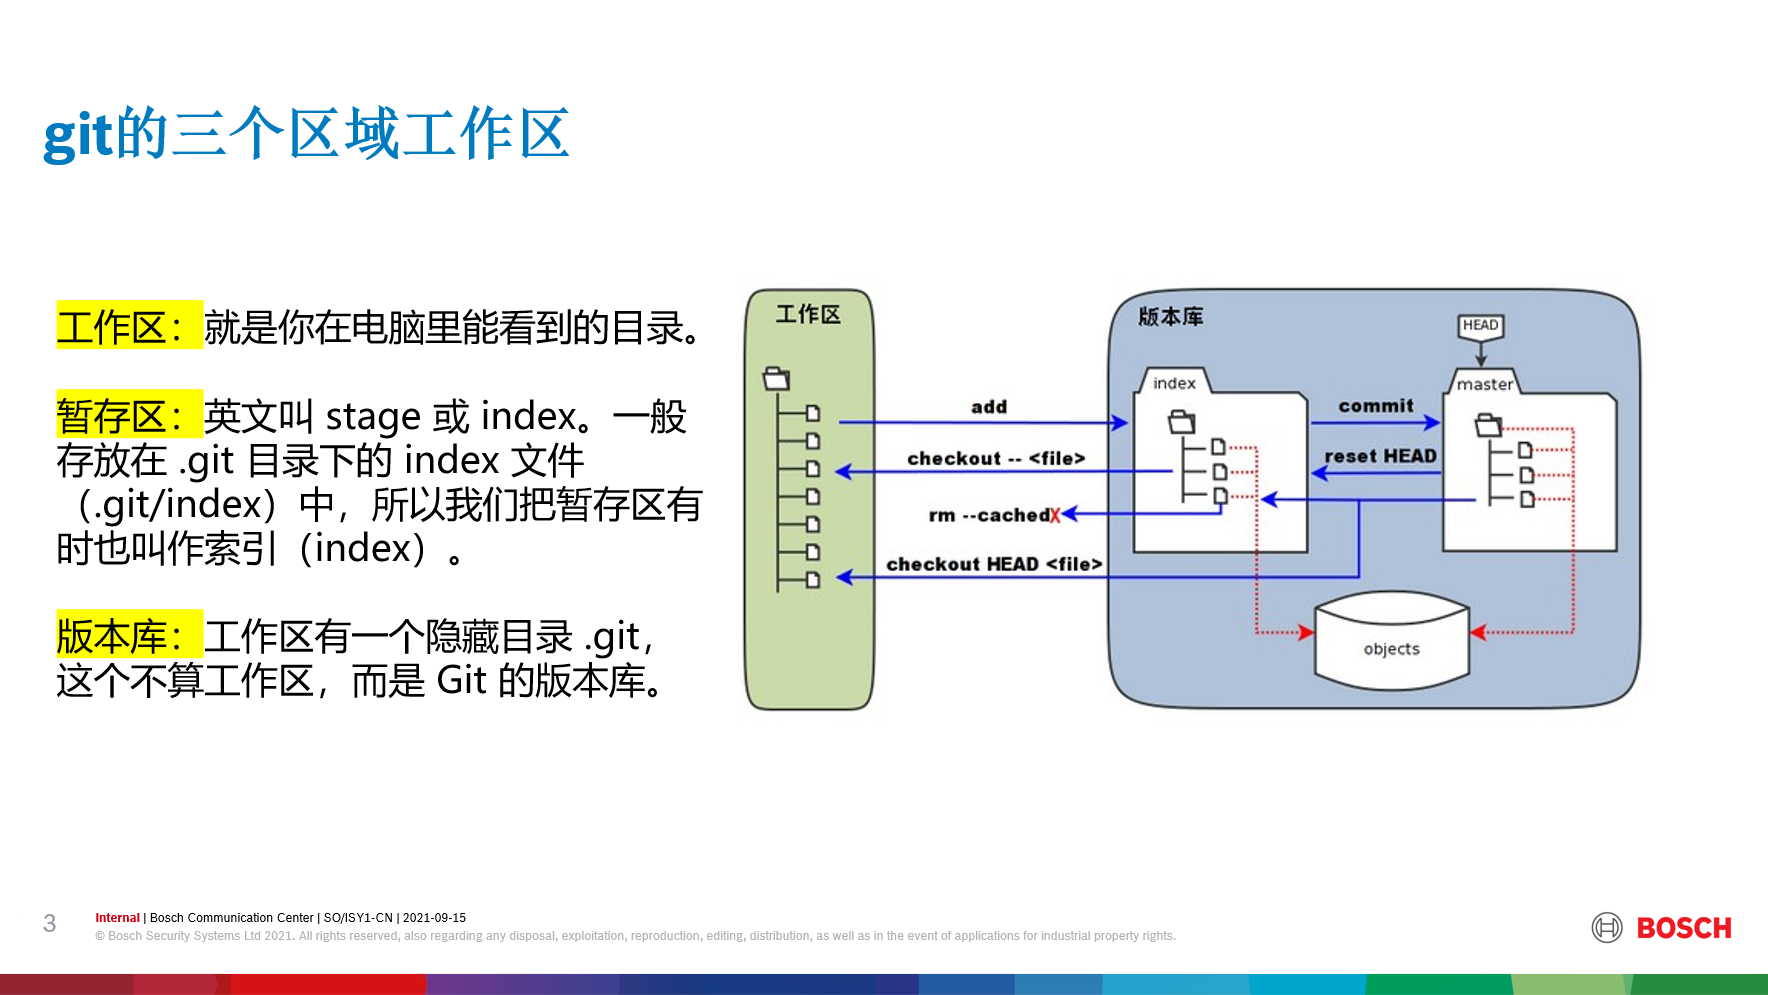 git的三个区域工作区
工作区：就是你在电脑里能看到的目录。
暂存区：英文叫 stage 或 index。一般
存放在 .git 目录下的 index 文件
（.git/index）中，所以我们把暂存区有
时也叫作索引（index）。
版本库：工作区有一个隐藏目录 .git，
这个不算工作区，而是 Git 的版本库。
工作区
版本库
HEAD
index
master
add
commit
checkout -- <file>
reset HEAD
rm --cached X
checkout HEAD <file>
objects
3
Internal | Bosch Communication Center | SO/ISY1-CN | 2021-09-15
© Bosch Security Systems Ltd 2021. All rights reserved, also regarding any disposal, exploitation, reproduction, editing, distribution, as well as in the event of applications for industrial property rights.
BOSCH